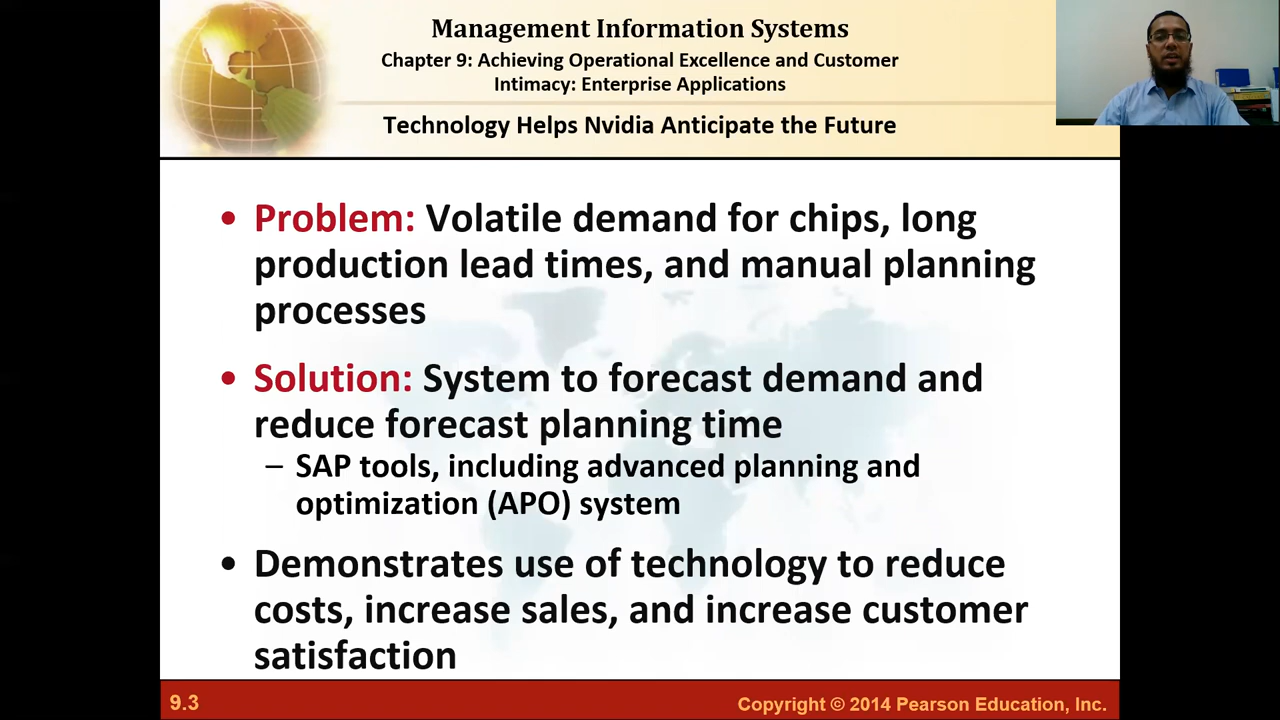 Management Information Systems
Chapter 9: Achieving Operational Excellence and Customer
Intimacy: Enterprise Applications
Technology Helps Nvidia Anticipate the Future
• Problem: Volatile demand for chips, long
production lead times, and manual planning
processes
• Solution: System to forecast demand and
reduce forecast planning time
– SAP tools, including advanced planning and
optimization (APO) system
• Demonstrates use of technology to reduce
costs, increase sales, and increase customer
satisfaction
9.3
Copyright © 2014 Pearson Education, Inc.